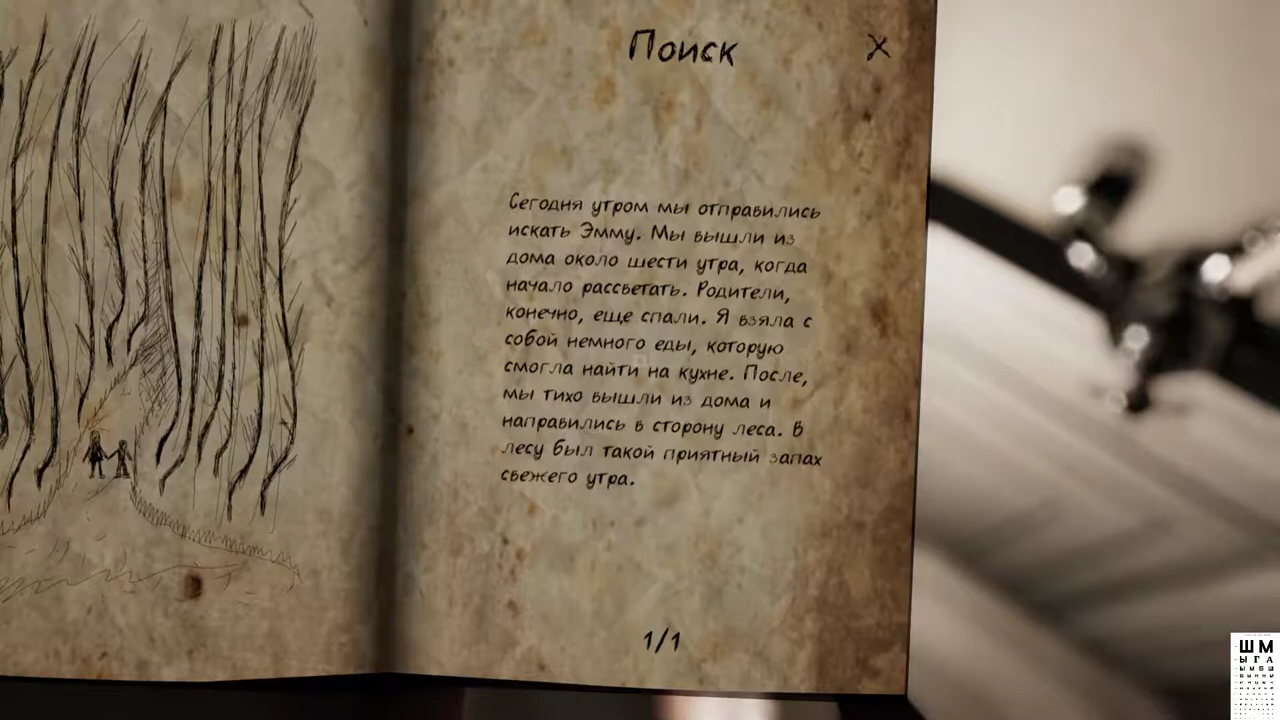 Поиск
X
Сегодня утром мы отправились
искать Эмму. Мы вышли из
дома около шести утра, когда
начало рассветать. Родители,
конечно, еще спали. Я взяла с
собой немного еды, которую
смогла найти на кухне. После,
мы тихо вышли из дома и
направились в сторону леса. В
лесу был такой приятный запах
свежего утра.
1/1
Ш М
Ы Г А